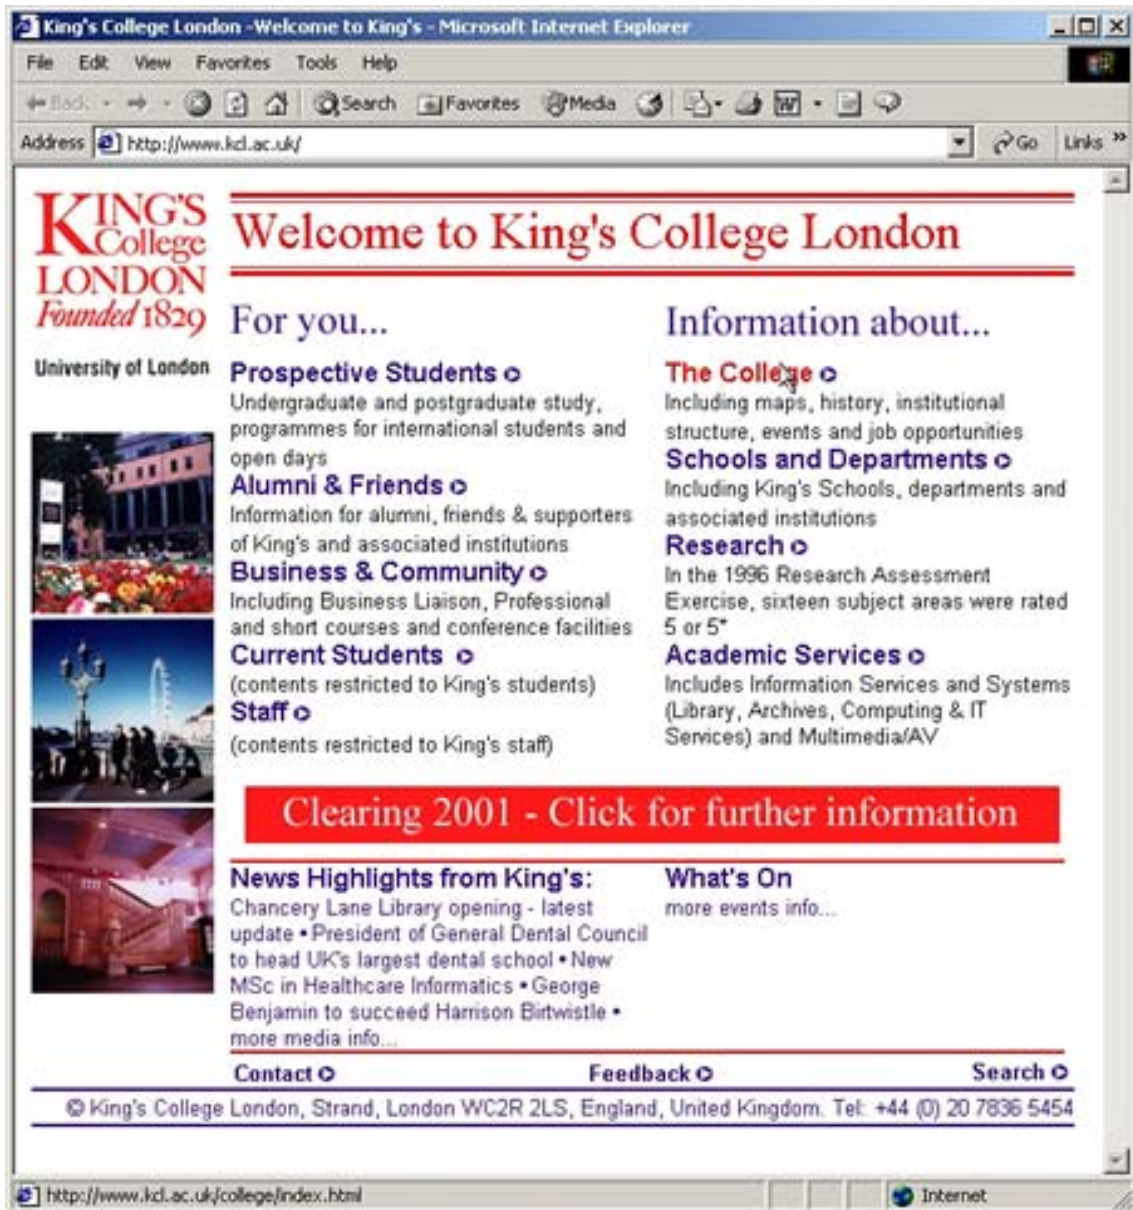 King's College London -Welcome to King's - Microsoft Internet Explorer
File Edit View Favorites Tools Help
Back Search Favorites Media
Address http://www.kcl.ac.uk/ Go Links »
KING'S
College
LONDON
Founded 1829
University of London
Welcome to King's College London
For you...
Prospective Students
Undergraduate and postgraduate study,
programmes for international students and
open days
Alumni & Friends
Information for alumni, friends & supporters
of King's and associated institutions
Business & Community
Including Business Liaison, Professional
and short courses and conference facilities
Current Students
(contents restricted to King's students)
Staff
(contents restricted to King's staff)
Information about...
The College
Including maps, history, institutional
structure, events and job opportunities
Schools and Departments
Including King's Schools, departments and
associated institutions
Research
In the 1996 Research Assessment
Exercise, sixteen subject areas were rated
5 or 5*
Academic Services
Includes Information Services and Systems
(Library, Archives, Computing & IT
Services) and Multimedia/AV
Clearing 2001 - Click for further information
News Highlights from King's:
Chancery Lane Library opening - latest
update • President of General Dental Council
to head UK's largest dental school • New
MSc in Healthcare Informatics • George
Benjamin to succeed Harrison Birtwistle •
more media info...
What's On
more events info...
Contact Feedback Search
© King's College London, Strand, London WC2R 2LS, England, United Kingdom. Tel: +44 (0) 20 7836 5454
http://www.kcl.ac.uk/college/index.html Internet